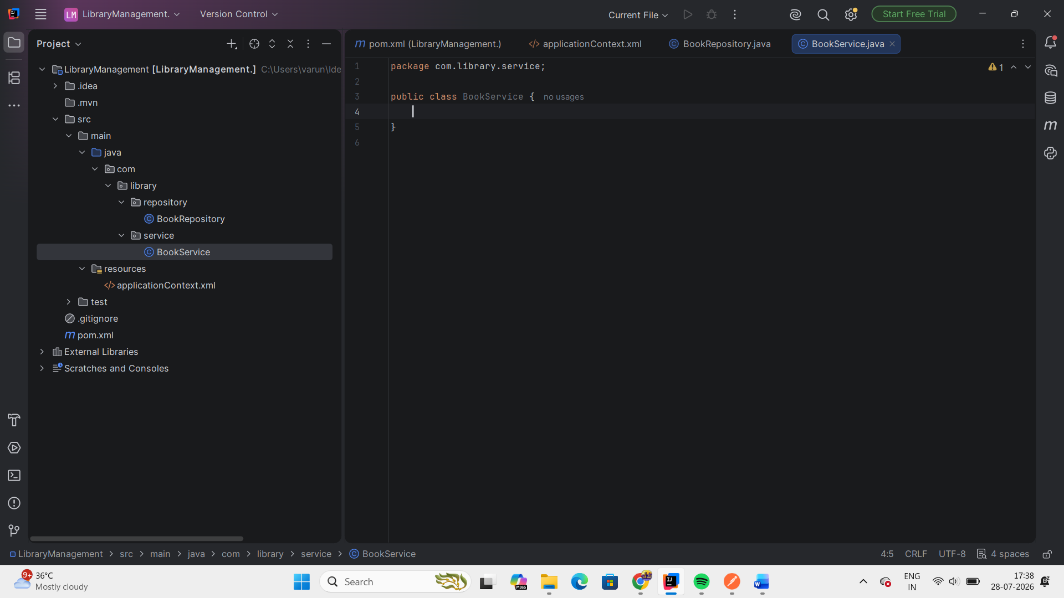 LM LibraryManagement.
Version Control
Current File
Start Free Trial
Project
pom.xml (LibraryManagement.)
applicationContext.xml
BookRepository.java
BookService.java
LibraryManagement [LibraryManagement.] C:\Users\varun\Ide
.idea
.mvn
src
main
java
com
library
repository
BookRepository
service
BookService
resources
applicationContext.xml
test
.gitignore
m pom.xml
External Libraries
Scratches and Consoles
1 package com.library.service;
2
3 public class BookService { no usages
4
5 }
6
1
LibraryManagement > src > main > java > com > library > service > BookService
4:5 CRLF UTF-8 4 spaces
9+
36°C
Mostly cloudy
Search
ENG
IN
17:38
28-07-2026